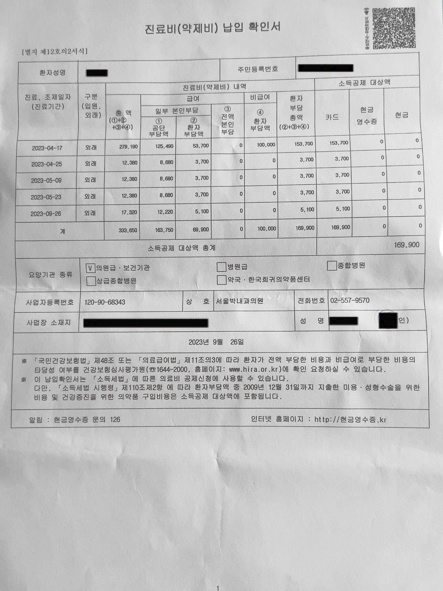 진료비(약제비) 납입 확인서
[별지 제12호의2서식]
환자성명 주민등록번호
진료, 조제일자 (진료기간) 구분 (입원, 외래) 진료비(약제비) 내역 소득공제 대상액
총 액 (①+② +③+④) 급여 비급여 환자 부담 총액 (②+③+④) 카드 현금 영수증 현금
일부 본인부담 ③ 전액 본인 부담 ④ 환자 부담액
① 공단 부담액 ② 환자 부담액
2023-04-17 외래 279,190 125,490 53,700 0 100,000 153,700 153,700 0 0
2023-04-25 외래 12,380 8,680 3,700 0 0 3,700 3,700 0 0
2023-05-09 외래 12,380 8,680 3,700 0 0 3,700 3,700 0 0
2023-05-23 외래 12,380 8,680 3,700 0 0 3,700 3,700 0 0
2023-09-26 외래 17,320 12,220 5,100 0 0 5,100 5,100 0 0
계 333,650 163,750 69,900 0 100,000 169,900 169,900 0 0
소득공제 대상액 총계 169,900
요양기관 종류 V 의원급·보건기관 병원급 종합병원
상급종합병원 약국·한국희귀의약품센터
사업자등록번호 120-90-68343 상 호 서울박내과의원 전화번호 02-557-9570
사업장 소재지 성 명 인)
2023년 9월 26일
※ 「국민건강보험법」제48조 또는 「의료급여법」제11조의3에 따라 환자가 전액 부담한 비용과 비급여로 부담한 비용의
타당성 여부를 건강보험심사평가원(☎1644-2000, 홈페이지: www.hira.or.kr)에 확인 요청하실 수 있습니다.
※ 이 납입확인서는 「소득세법」에 따른 의료비 공제신청에 사용할 수 있습니다.
다만, 「소득세법 시행령」제110조제2항 에 따라 환자부담액 중 2009년 12월 31일까지 지출한 미용·성형수술을 위한
비용 및 건강증진을 위한 의약품 구입비용은 소득공제 대상액에 포함됩니다.
알림 : 현금영수증 문의 126 인터넷 홈페이지 : http://현금영수증.kr
1